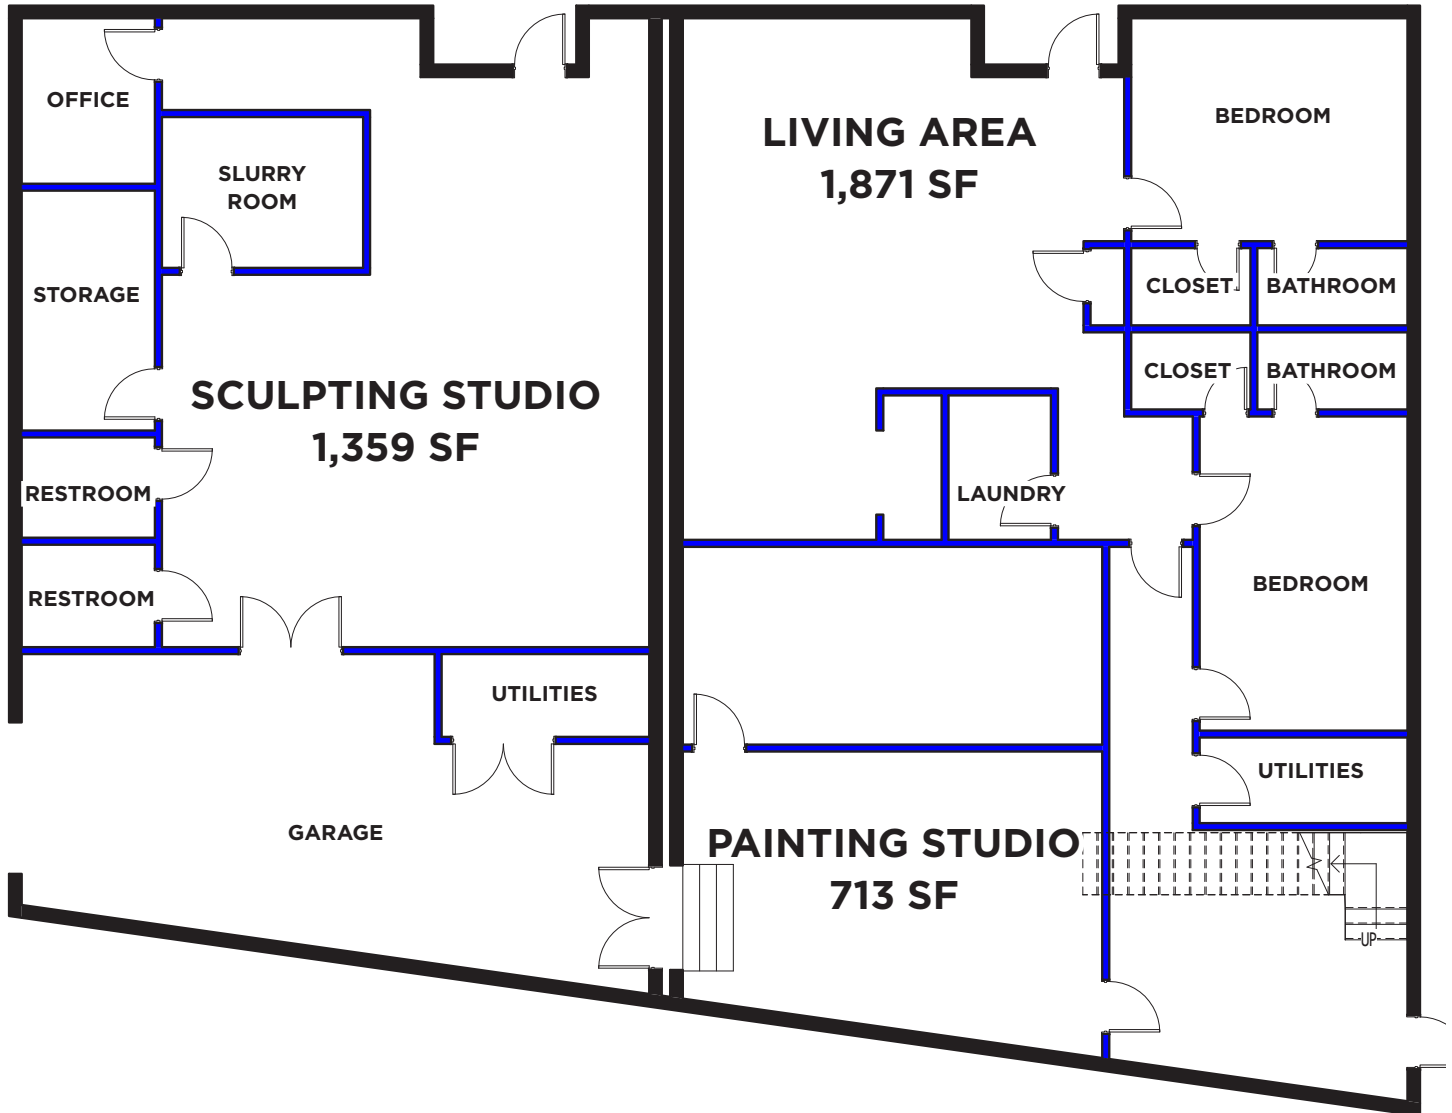 OFFICE
SLURRY
ROOM
STORAGE
SCULPTING STUDIO
1,359 SF
RESTROOM
RESTROOM
UTILITIES
GARAGE
LIVING AREA
1,871 SF
BEDROOM
CLOSET
BATHROOM
CLOSET
BATHROOM
LAUNDRY
BEDROOM
UTILITIES
PAINTING STUDIO
713 SF
UP